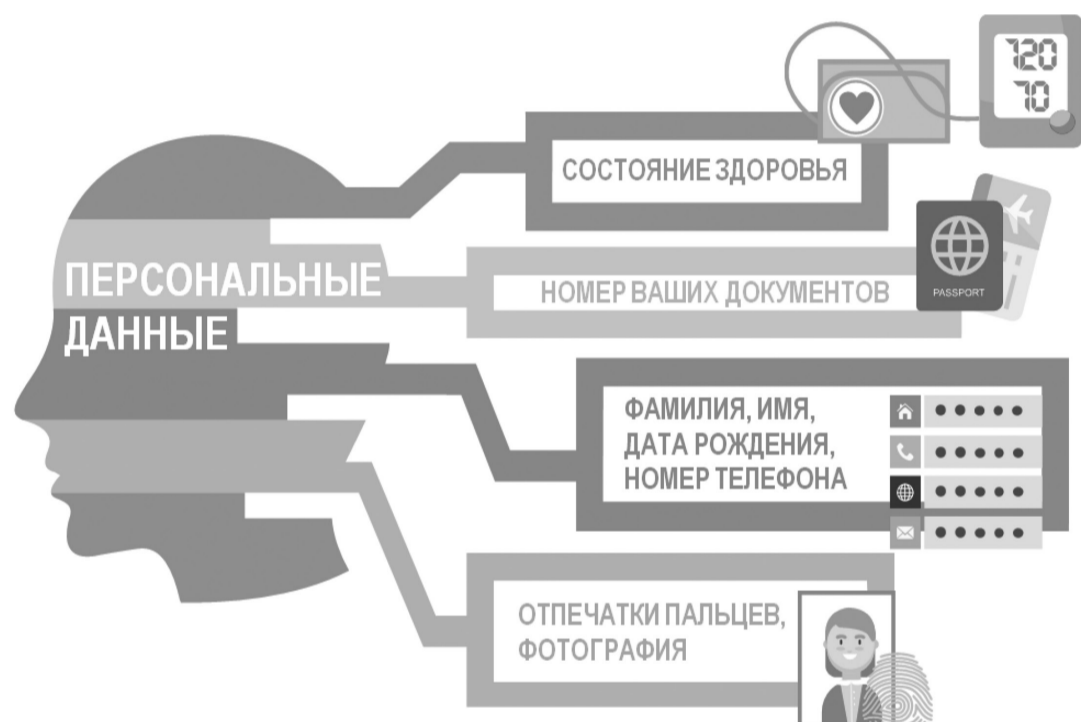 120
70
СОСТОЯНИЕ ЗДОРОВЬЯ
ПЕРСОНАЛЬНЫЕ
ДАННЫЕ
НОМЕР ВАШИХ ДОКУМЕНТОВ
PASSPORT
ФАМИЛИЯ, ИМЯ,
ДАТА РОЖДЕНИЯ,
НОМЕР ТЕЛЕФОНА
ОТПЕЧАТКИ ПАЛЬЦЕВ,
ФОТОГРАФИЯ